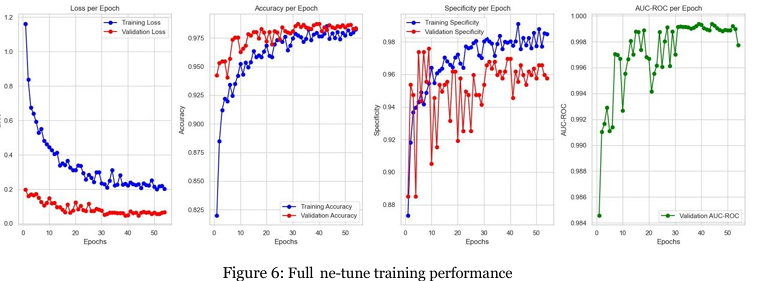 Loss per Epoch
Training Loss
Validation Loss
1.2
1.0
0.8
0.6
0.4
0.2
0.0
0 10 20 30 40 50
Epochs
Accuracy per Epoch
Accuracy
0.975
0.950
0.925
0.900
0.875
0.850
0.825
Training Accuracy
Validation Accuracy
0 10 20 30 40 50
Epochs
Specificity per Epoch
Specificity
Training Specificity
Validation Specificity
0.98
0.96
0.94
0.92
0.90
0.88
0 10 20 30 40 50
Epochs
AUC-ROC per Epoch
AUC-ROC
1.000
0.998
0.996
0.994
0.992
0.990
0.988
0.986
0.984
Validation AUC-ROC
0 10 20 30 40 50
Epochs
Figure 6: Full ne-tune training performance